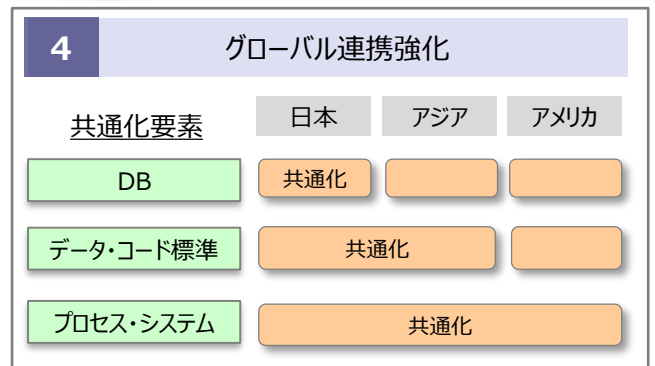 4
グローバル連携強化
共通化要素
日本
アジア
アメリカ
DB
共通化
データ・コード標準
共通化
プロセス・システム
共通化